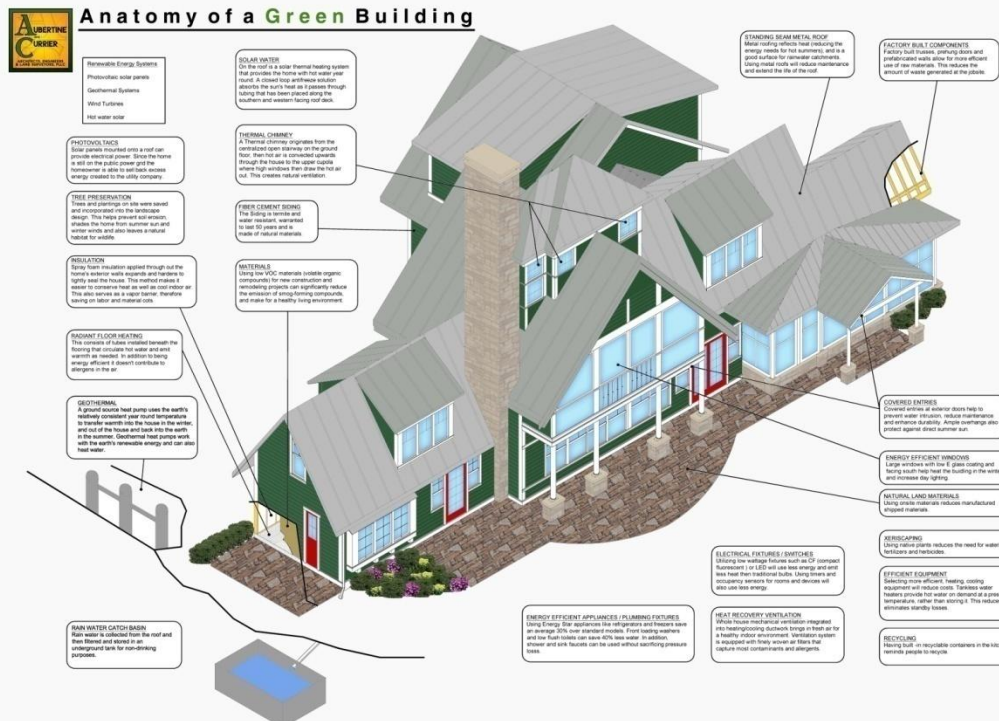 AUBERTINE
AND
CURRIER
ARCHITECTS, ENGINEERS
& LAND SURVEYORS, PLLC
Anatomy of a Green Building
Renewable Energy Systems
Photovoltaic solar panels
Geothermal Systems
Wind Turbines
Hot water solar
PHOTOVOLTAICS
Solar panels mounted onto a roof can
provide electrical power. Since the home
is still on the public power grid the
homeowner is able to sell back excess
energy created to the utility company.
TREE PRESERVATION
Trees and plantings on site were saved
and incorporated into the landscape
design. This helps prevent soil erosion,
shades the home from summer sun and
winter winds and also leaves a natural
habitat for wildlife.
INSULATION
Spray foam insulation applied through out the
home's exterior walls expands and hardens to
tightly seal the house. This method makes it
easier to conserve heat as well as cool indoor air.
This also serves as a vapor barrier, therefore
saving on labor and material cots.
RADIANT FLOOR HEATING
This consists of tubes installed beneath the
flooring that circulate hot water and emit
warmth as needed. In addition to being
energy efficient it doesn't contribute to
allergens in the air.
GEOTHERMAL
A ground source heat pump uses the earth's
relatively consistent year round temperature
to transfer warmth into the house in the winter,
and out of the house and back into the earth
in the summer. Geothermal heat pumps work
with the earth's renewable energy and can also
heat water.
RAIN WATER CATCH BASIN
Rain water is collected from the roof and
then filtered and stored in an
underground tank for non-drinking
purposes.
SOLAR WATER
On the roof is a solar thermal heating system
that provides the home with hot water year
round. A closed loop antifreeze solution
absorbs the sun's heat as it passes through
tubing that has been placed along the
southern and western facing roof deck.
THERMAL CHIMNEY
A Thermal chimney originates from the
centralized open stairway on the ground
floor, then hot air is convected upwards
through the house to the upper cupola
where high windows then draw the hot air
out. This creates natural ventilation.
FIBER CEMENT SIDING
The Siding is termite and
water resistant, warranted
to last 50 years and is
made of natural materials.
MATERIALS
Using low VOC materials (volatile organic
compounds) for new construction and
remodeling projects can significantly reduce
the emission of smog-forming compounds,
and make for a healthy living environment.
STANDING SEAM METAL ROOF
Metal roofing reflects heat (reducing the
energy needs for hot summers), and is a
good surface for rainwater catchments.
Using metal roofs will reduce maintenance
and extend the life of the roof.
FACTORY BUILT COMPONENTS
Factory built trusses, prehung doors and
prefabricated walls allow for more efficient
use of raw materials. This reduces the
amount of waste generated at the jobsite.
COVERED ENTRIES
Covered entries at exterior doors help to
prevent water intrusion, reduce maintenance
and enhance durability. Ample overhangs also
protect against direct summer sun.
ENERGY EFFICIENT WINDOWS
Large windows with low E glass coating and
facing south help heat the building in the winter
and increase day lighting.
NATURAL LAND MATERIALS
Using onsite materials reduces manufactured
shipped materials.
XERISCAPING
Using native plants reduces the need for water
fertilizers and herbicides.
EFFICIENT EQUIPMENT
Selecting more efficient, heating, cooling
equipment will reduce costs. Tankless water
heaters provide hot water on demand at a
temperature, rather than storing it. This
eliminates standby losses.
RECYCLING
Having built -in recyclable containers in the
reminds people to recycle.
ELECTRICAL FIXTURES / SWITCHES
Utilizing low wattage fixtures such as CF (compact
fluorescent ) or LED will use less energy and emit
less heat then traditional bulbs. Using timers and
occupancy sensors for rooms and devices will
also use less energy.
HEAT RECOVERY VENTILATION
Whole house mechanical ventilation integrated
into heating/cooling ductwork brings in fresh air for
a healthy indoor environment. Ventilation system
is equipped with finely woven air filters that
capture most contaminants and allergents.
ENERGY EFFICIENT APPLIANCES / PLUMBING FIXTURES
Using Energy Star appliances like refrigerators and freezers save
an average 30% over standard models. Front loading washers
and low flush toilets can save 40% less water. In addition,
shower and sink faucets can be used without sacrificing pressure
loss.